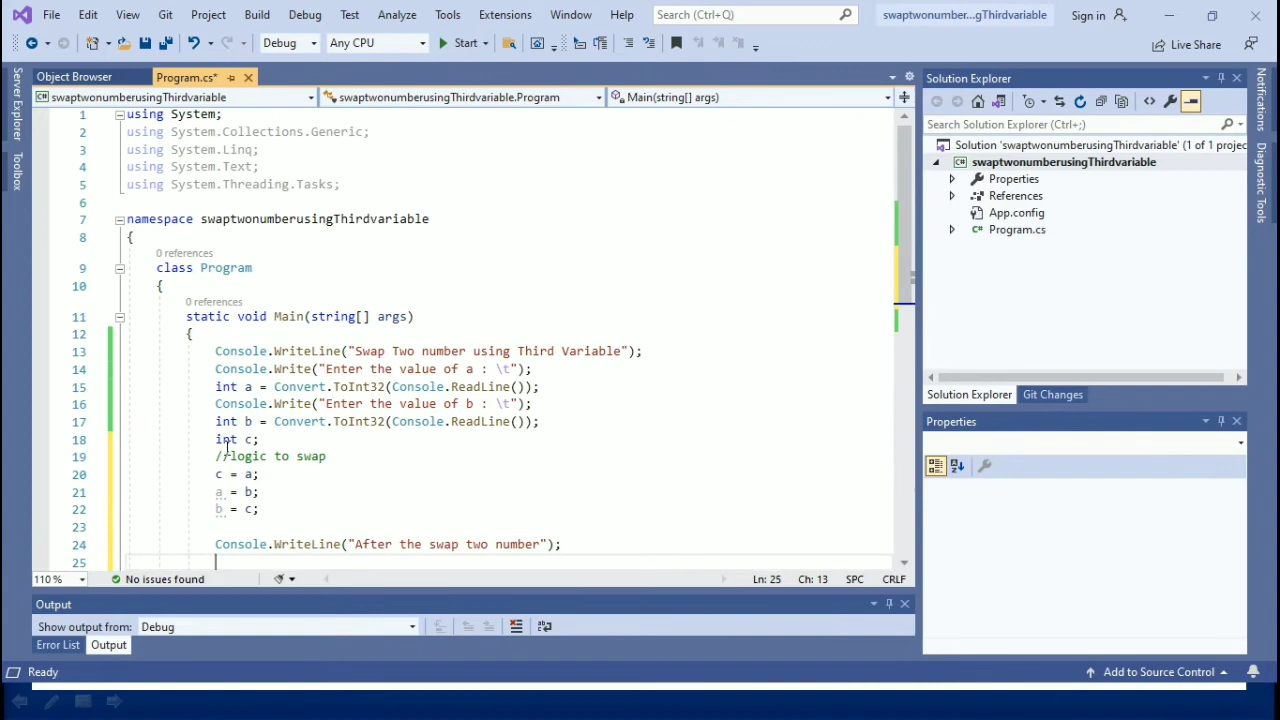 File Edit View Git Project Build Debug Test Analyze Tools Extensions Window Help Search (Ctrl+Q) swaptwonumber...gThirdvariable Sign in
Debug Any CPU Start Live Share
Server Explorer
Toolbox
Object Browser Program.cs*
swaptwonumberusingThirdvariable swaptwonumberusingThirdvariable.Program Main(string[] args)
1 using System;
2 using System.Collections.Generic;
3 using System.Linq;
4 using System.Text;
5 using System.Threading.Tasks;
6
7 namespace swaptwonumberusingThirdvariable
8 {
0 references
9 class Program
10 {
0 references
11 static void Main(string[] args)
12 {
13 Console.WriteLine("Swap Two number using Third Variable");
14 Console.Write("Enter the value of a : \t");
15 int a = Convert.ToInt32(Console.ReadLine());
16 Console.Write("Enter the value of b : \t");
17 int b = Convert.ToInt32(Console.ReadLine());
18 int c;
19 //logic to swap
20 c = a;
21 a = b;
22 b = c;
23
24 Console.WriteLine("After the swap two number");
25
110 % No issues found Ln: 25 Ch: 13 SPC CRLF
Output
Show output from: Debug
Error List Output
Solution Explorer
Search Solution Explorer (Ctrl+;)
Solution 'swaptwonumberusingThirdvariable' (1 of 1 projec
swaptwonumberusingThirdvariable
Properties
References
App.config
C# Program.cs
Solution Explorer Git Changes
Properties
Notifications
Diagnostic Tools
Ready Add to Source Control